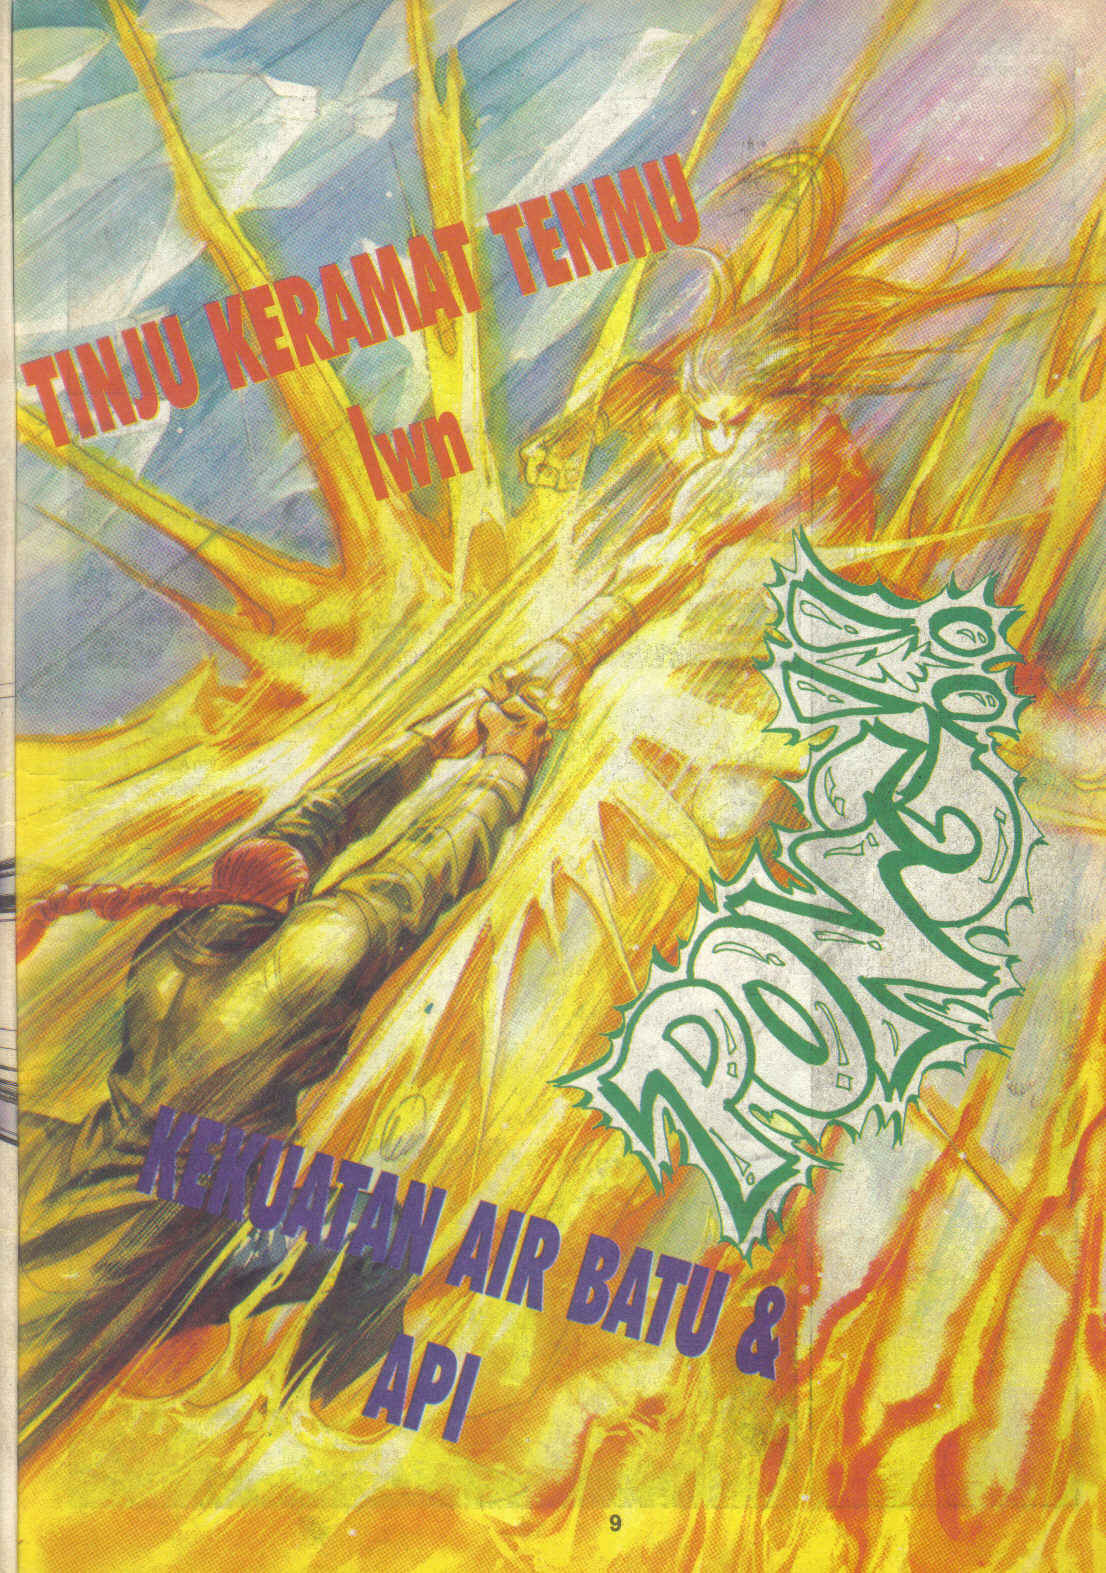 TINJU KERAMAT TENMU
lwn
KEKUATAN AIR BATU &
API
9